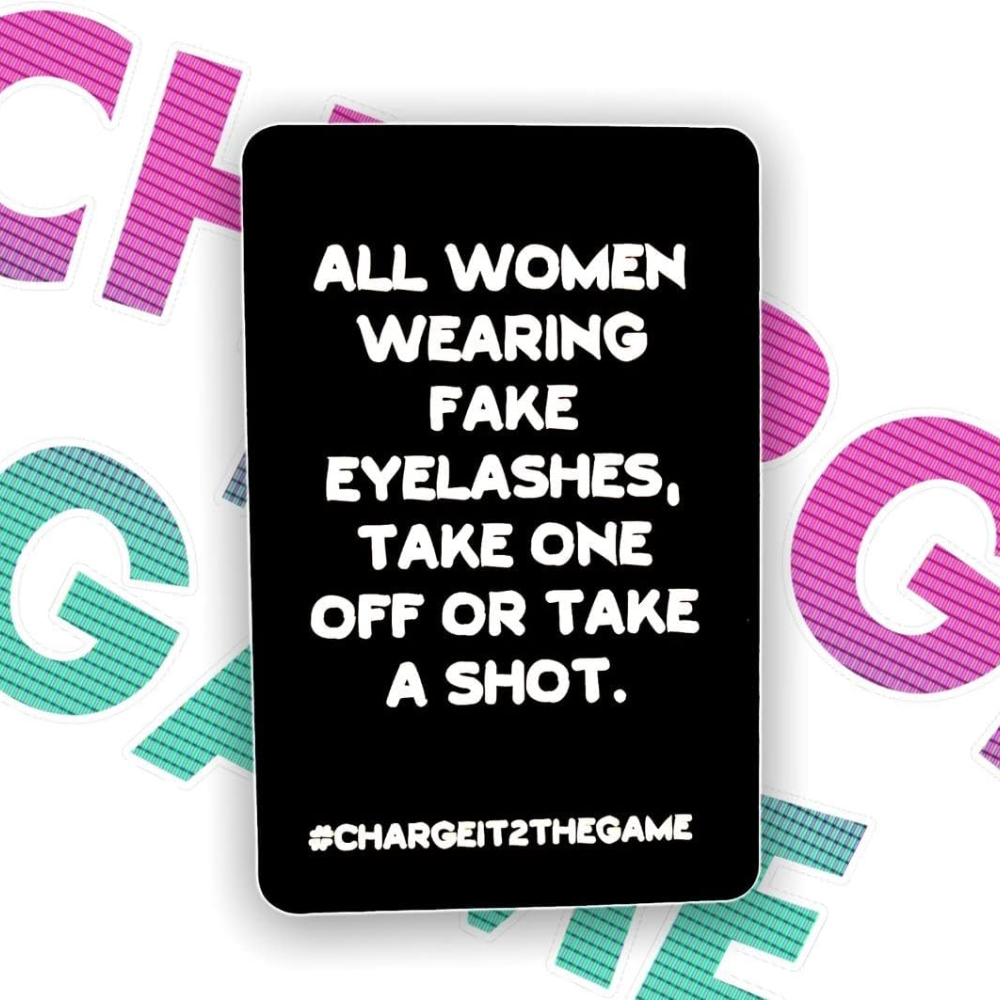 ALL WOMEN
WEARING
FAKE
EYELASHES,
TAKE ONE
OFF OR TAKE
A SHOT.
#CHARGEIT2THEGAME